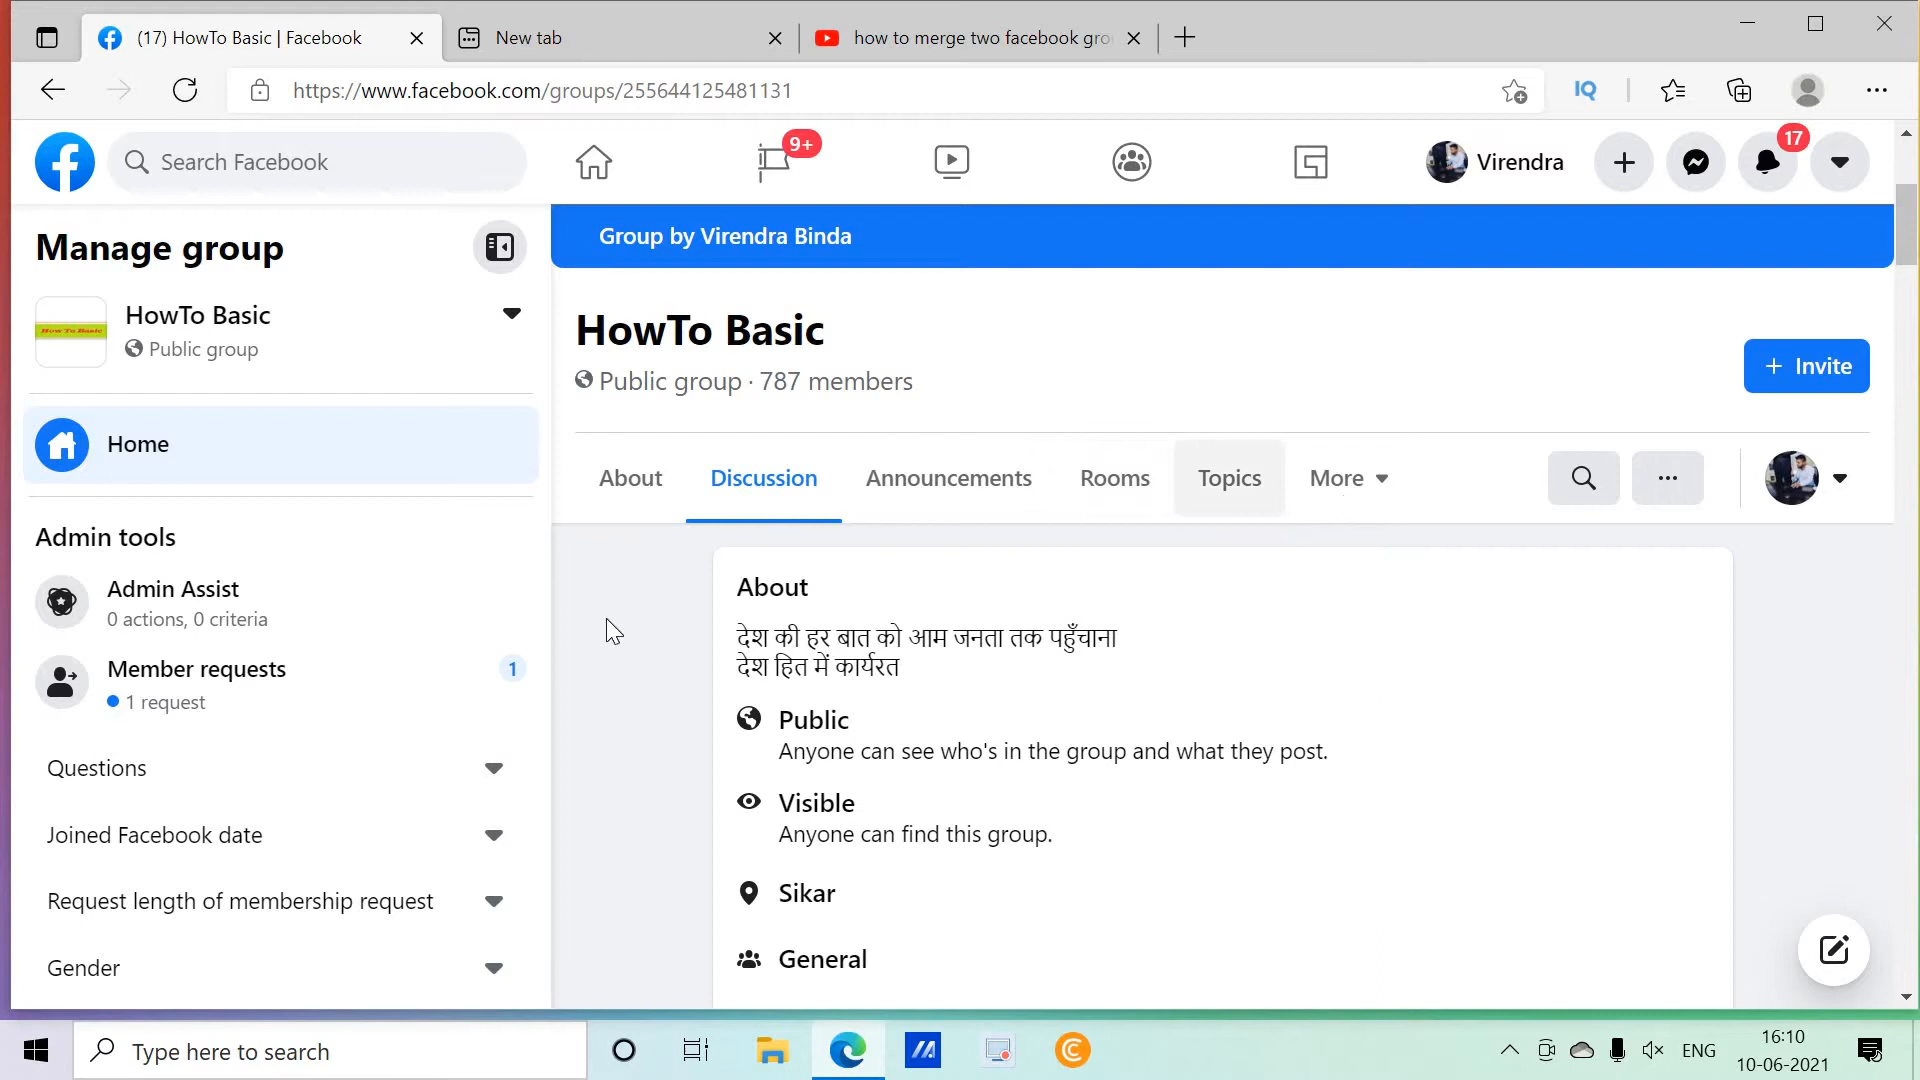 (17) HowTo Basic | Facebook
New tab
how to merge two facebook gro
https://www.facebook.com/groups/255644125481131
IQ
Search Facebook
9+
Virendra
17
Manage group
HowTo Basic
Public group
Home
Admin tools
Admin Assist
0 actions, 0 criteria
Member requests
1
1 request
Questions
Joined Facebook date
Request length of membership request
Gender
Group by Virendra Binda
HowTo Basic
Public group · 787 members
+ Invite
About
Discussion
Announcements
Rooms
Topics
More
About
देश की हर बात को आम जनता तक पहुँचाना
देश हित में कार्यरत
Public
Anyone can see who's in the group and what they post.
Visible
Anyone can find this group.
Sikar
General
Type here to search
ENG
16:10
10-06-2021